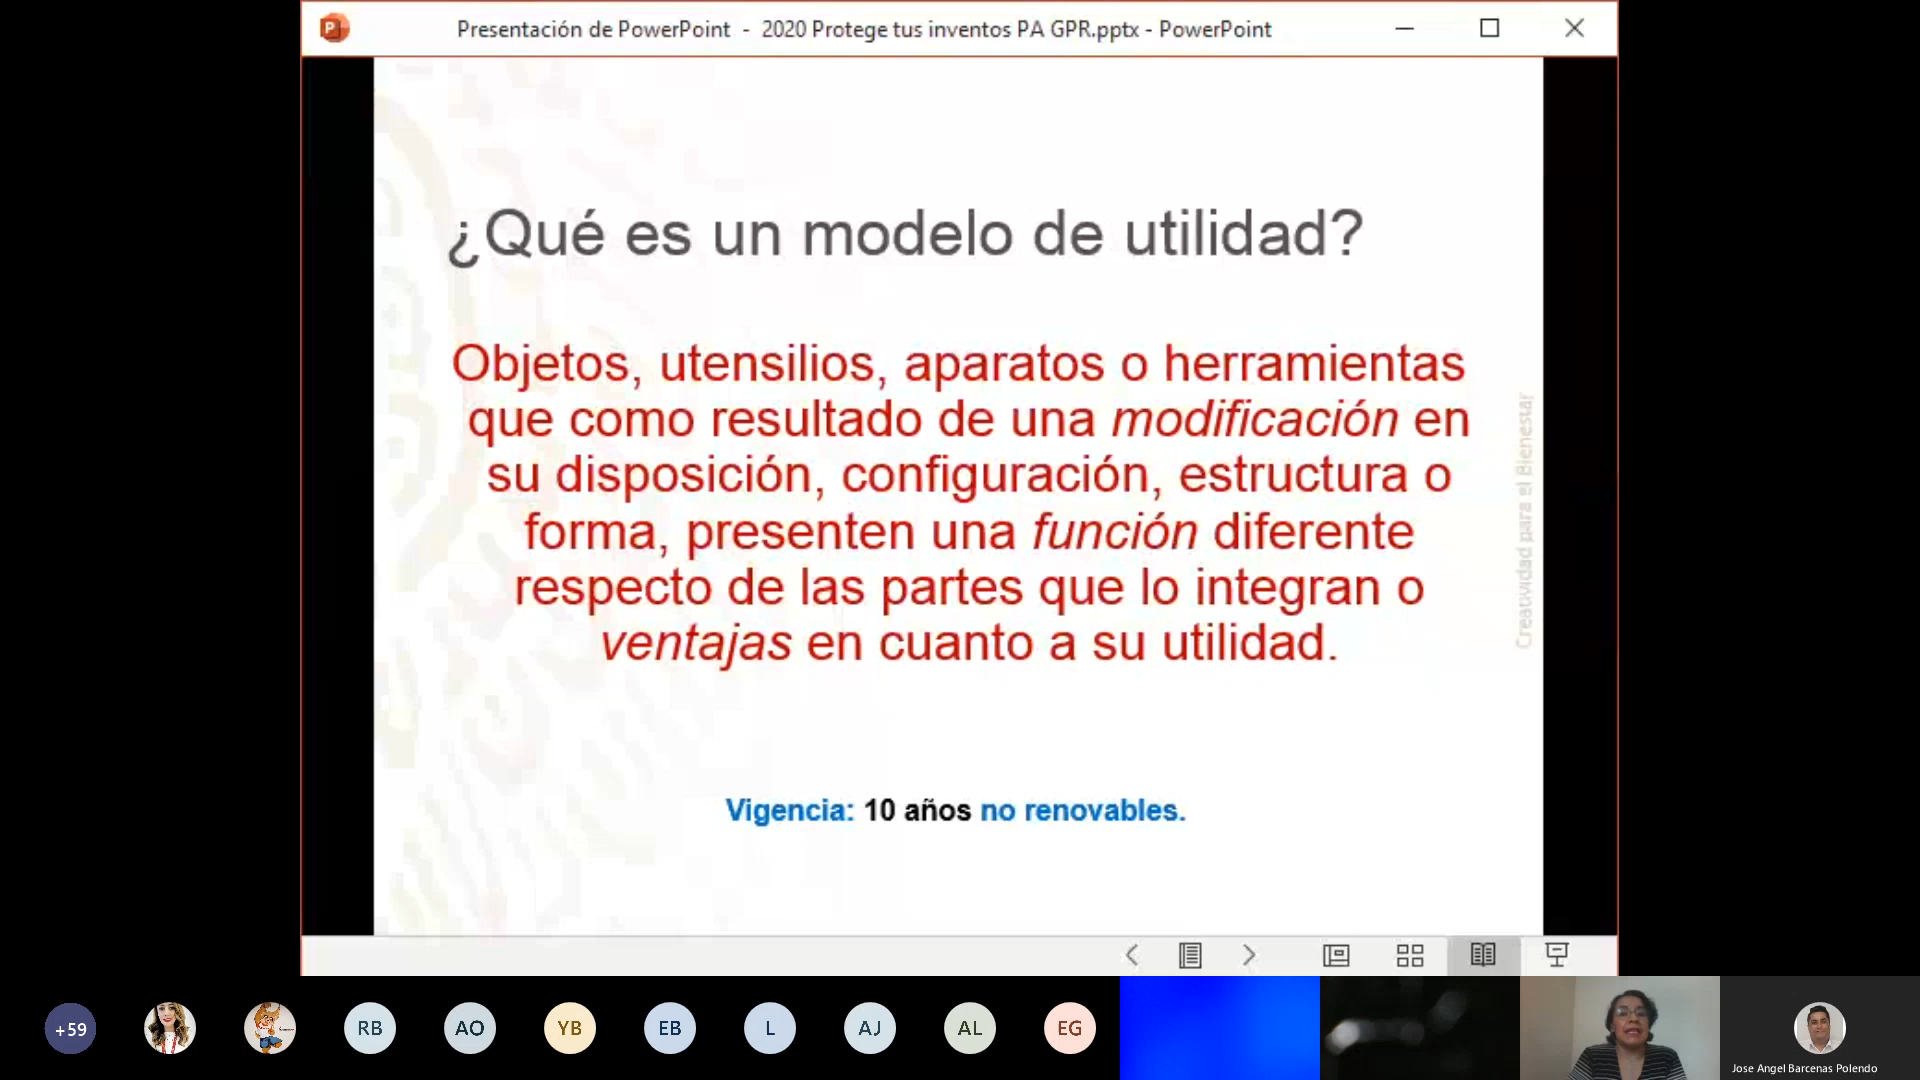 Presentación de PowerPoint - 2020 Protege tus inventos PA GPR.pptx - PowerPoint
¿Qué es un modelo de utilidad?
Objetos, utensilios, aparatos o herramientas
que como resultado de una modificación en
su disposición, configuración, estructura o
forma, presenten una función diferente
respecto de las partes que lo integran o
ventajas en cuanto a su utilidad.
Creatividad para el Bienestar
Vigencia: 10 años no renovables.
+59
RB
AO
YB
EB
L
AJ
AL
EG
Jose Angel Barcenas Polendo